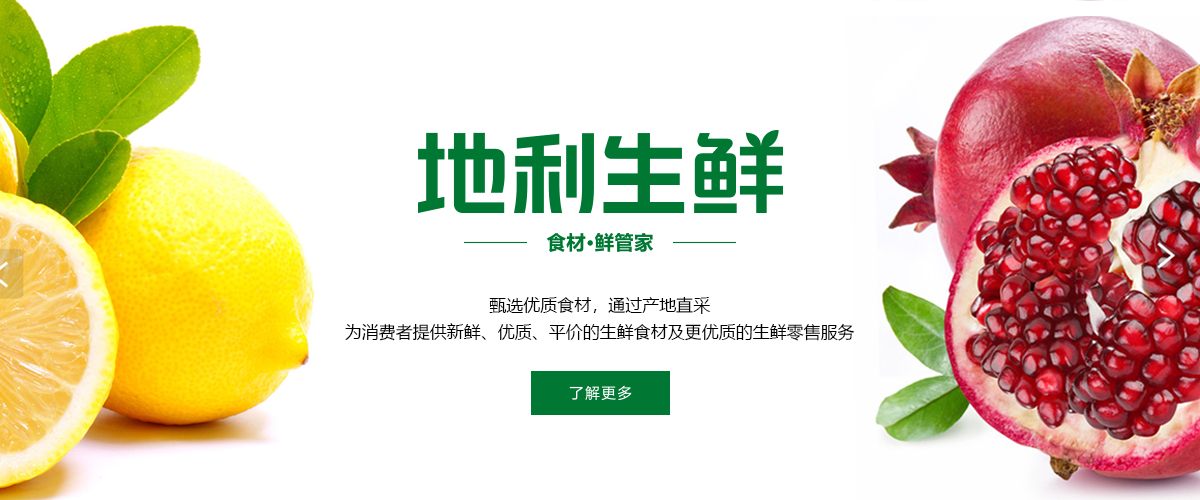 地利生鲜
食材·鲜管家
甄选优质食材，通过产地直采
为消费者提供新鲜、优质、平价的生鲜食材及更优质的生鲜零售服务
了解更多